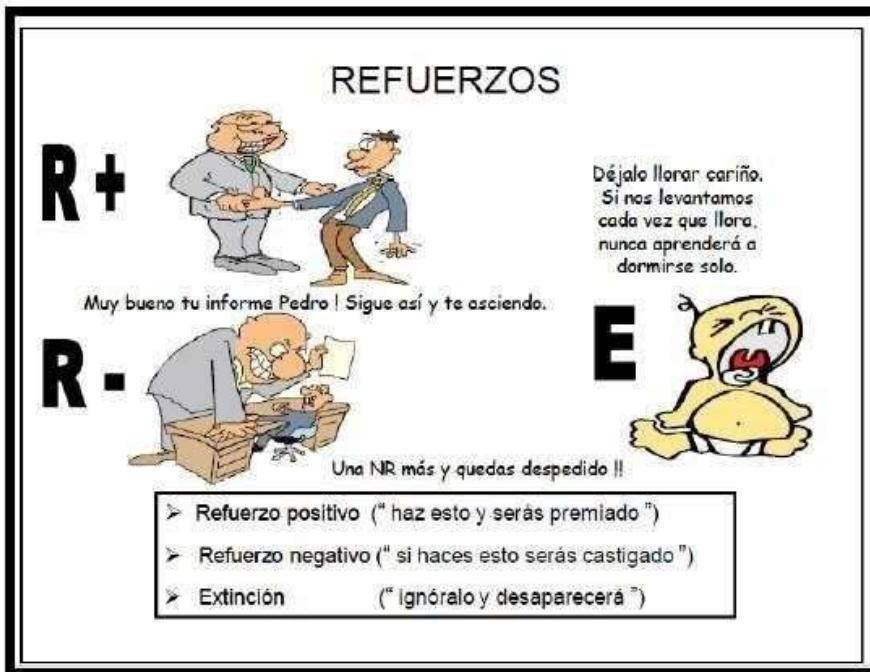 REFUERZOS
R +
Muy bueno tu informe Pedro ! Sigue así y te asciendo.
R -
Una NR más y quedas despedido !!
Déjalo llorar cariño.
Si nos levantamos
cada vez que llora,
nunca aprenderá a
dormirse solo.
E
➢ Refuerzo positivo (“ haz esto y serás premiado ”)
➢ Refuerzo negativo (“ si haces esto serás castigado ”)
➢ Extinción (“ ignóralo y desaparecerá ”)